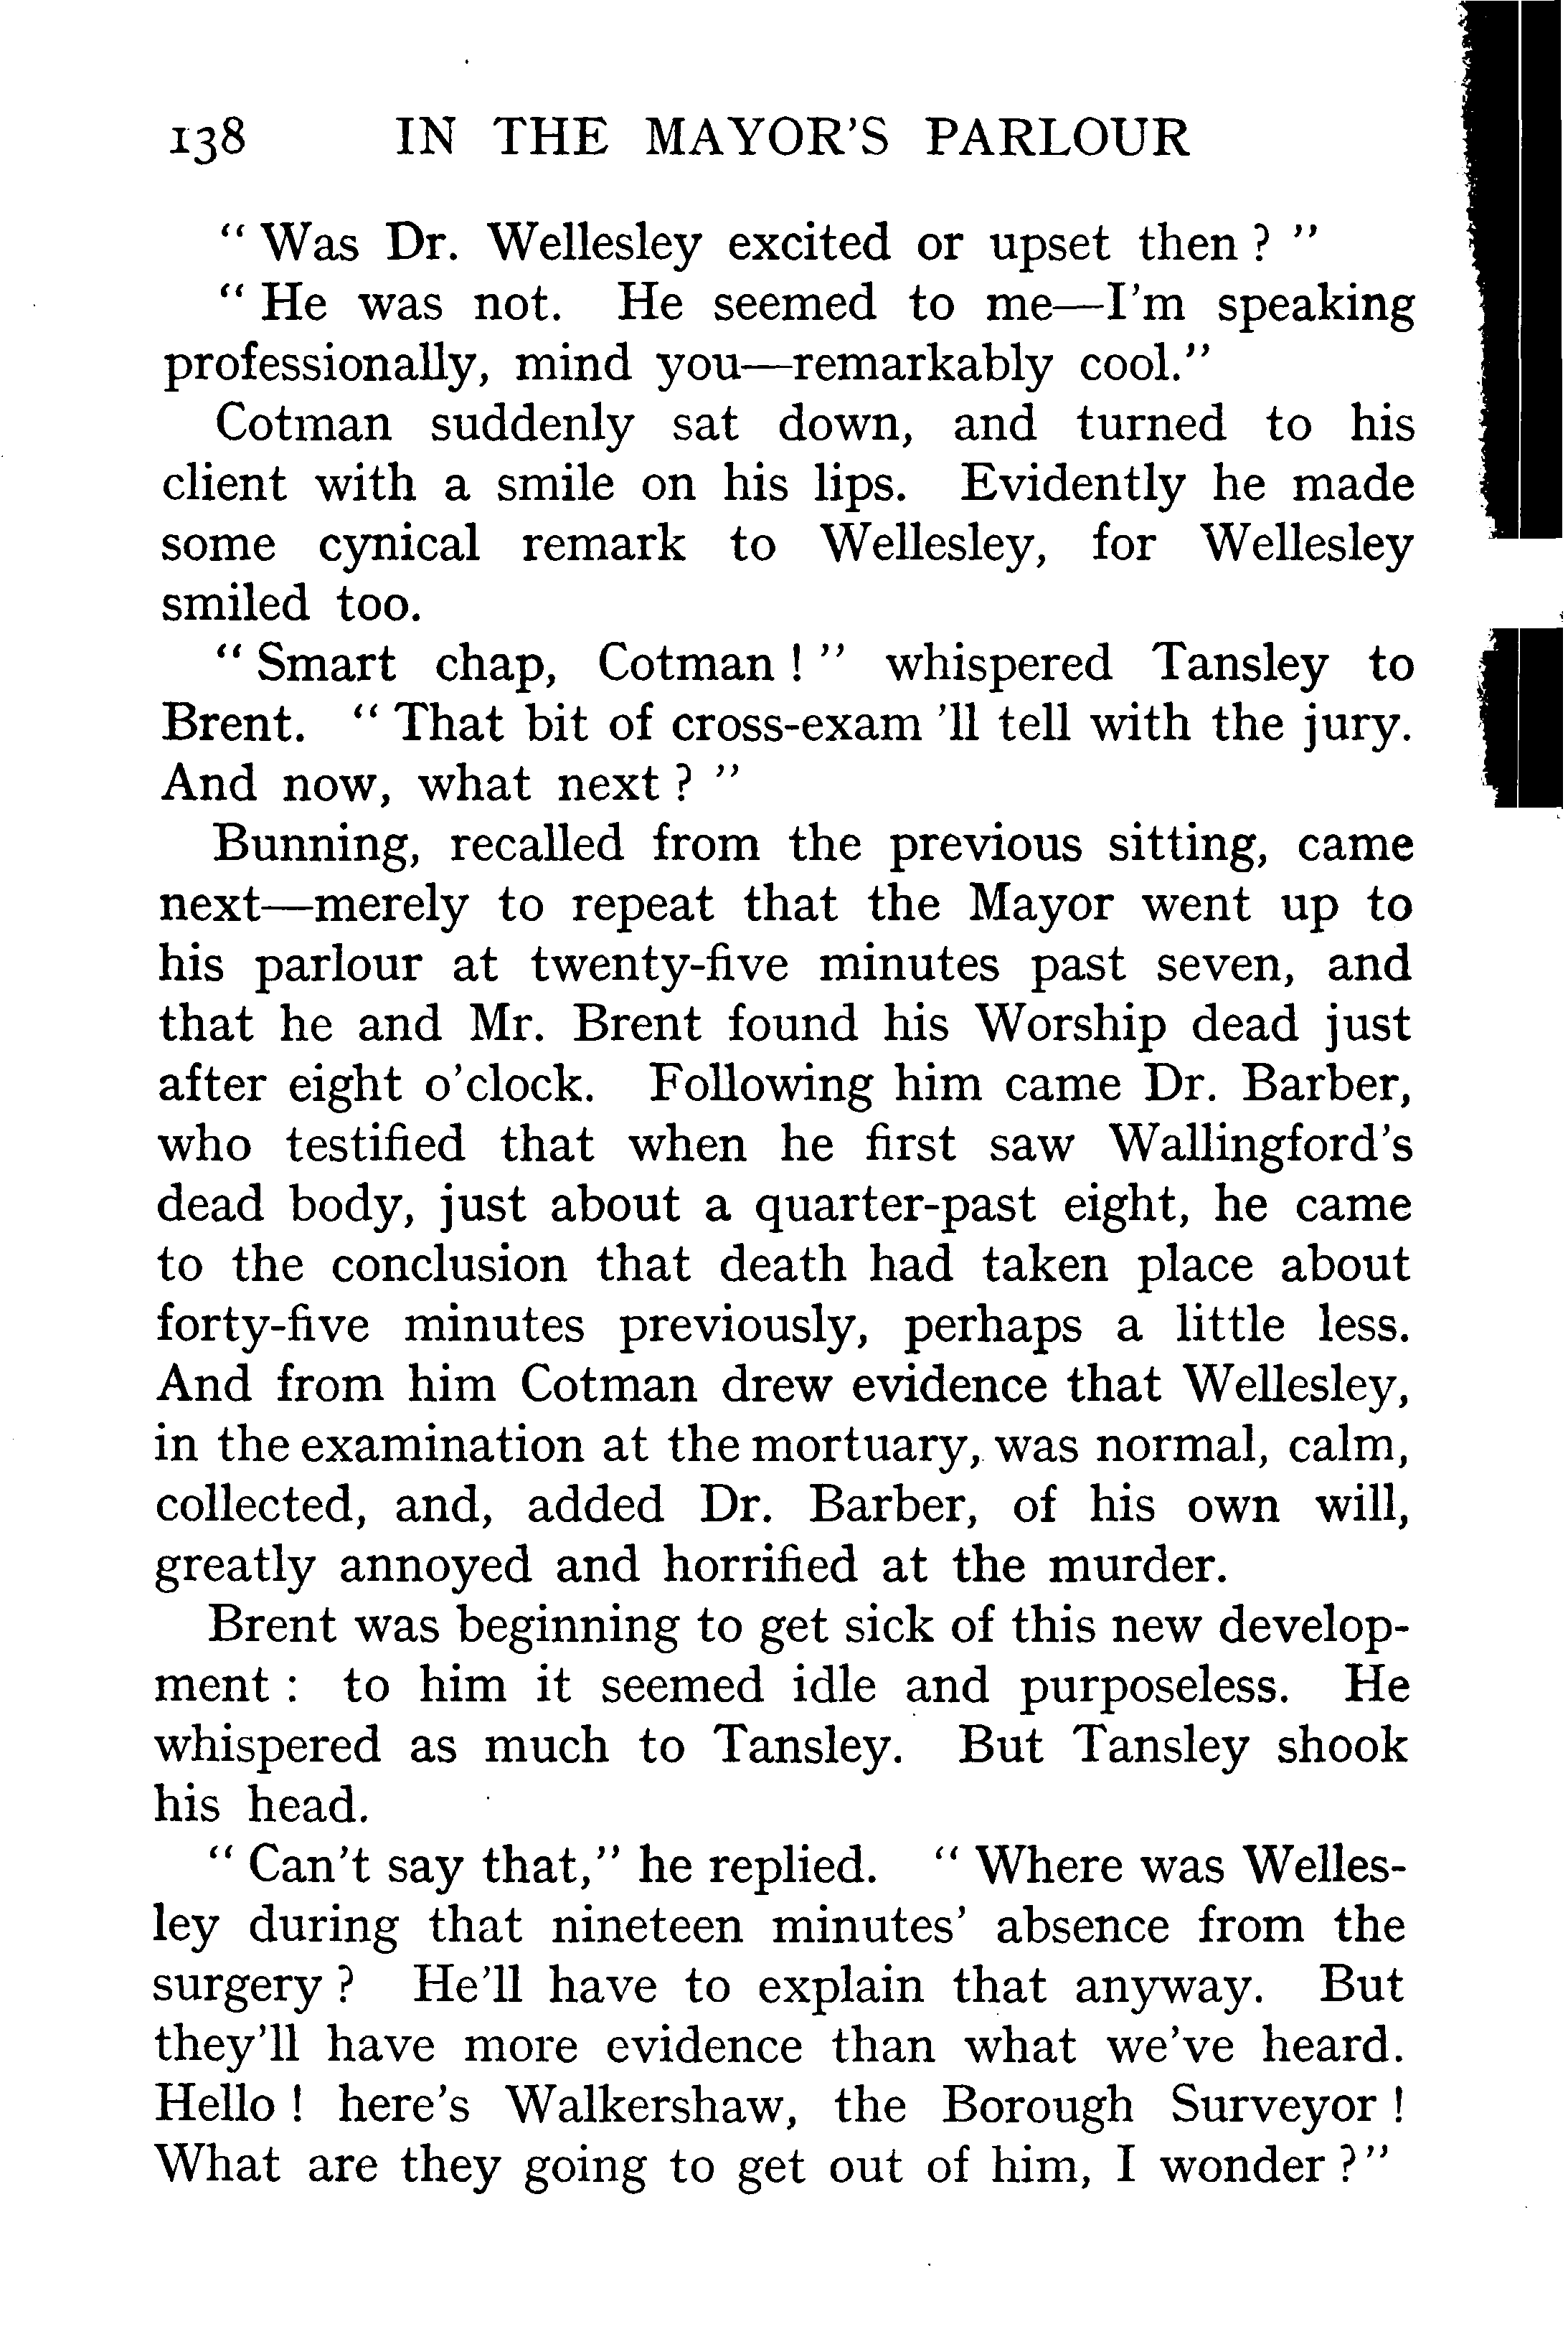 138 IN THE MAYOR'S PARLOUR
“ Was Dr. Wellesley excited or upset then ? ”
“ He was not. He seemed to me—I'm speaking
professionally, mind you—remarkably cool.”
Cotman suddenly sat down, and turned to his
client with a smile on his lips. Evidently he made
some cynical remark to Wellesley, for Wellesley
smiled too.
“ Smart chap, Cotman ! ” whispered Tansley to
Brent. “ That bit of cross-exam 'll tell with the jury.
And now, what next ? ”
Bunning, recalled from the previous sitting, came
next—merely to repeat that the Mayor went up to
his parlour at twenty-five minutes past seven, and
that he and Mr. Brent found his Worship dead just
after eight o'clock. Following him came Dr. Barber,
who testified that when he first saw Wallingford's
dead body, just about a quarter-past eight, he came
to the conclusion that death had taken place about
forty-five minutes previously, perhaps a little less.
And from him Cotman drew evidence that Wellesley,
in the examination at the mortuary, was normal, calm,
collected, and, added Dr. Barber, of his own will,
greatly annoyed and horrified at the murder.
Brent was beginning to get sick of this new develop-
ment : to him it seemed idle and purposeless. He
whispered as much to Tansley. But Tansley shook
his head.
“ Can't say that,” he replied. “ Where was Welles-
ley during that nineteen minutes' absence from the
surgery ? He'll have to explain that anyway. But
they'll have more evidence than what we've heard.
Hello ! here's Walkershaw, the Borough Surveyor !
What are they going to get out of him, I wonder ?”